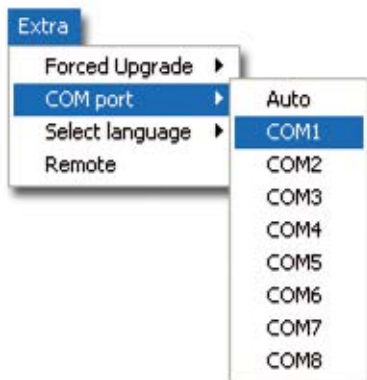 Extra
Forced Upgrade
COM port
Select language
Remote
Auto
COM1
COM2
COM3
COM4
COM5
COM6
COM7
COM8